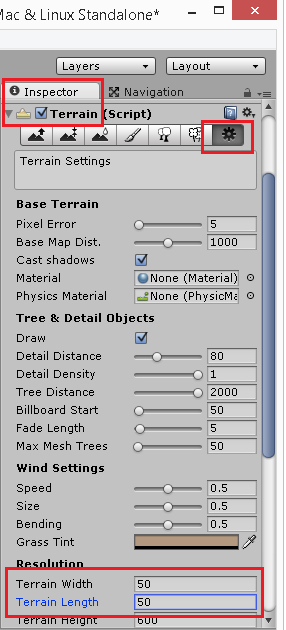 Mac & Linux Standalone*
Layers Layout
Inspector Navigation
Terrain (Script)
Terrain Settings
Base Terrain
Pixel Error 5
Base Map Dist. 1000
Cast shadows
Material None (Material)
Physics Material None (PhysicMa
Tree & Detail Objects
Draw
Detail Distance 80
Detail Density 1
Tree Distance 2000
Billboard Start 50
Fade Length 5
Max Mesh Trees 50
Wind Settings
Speed 0.5
Size 0.5
Bending 0.5
Grass Tint
Resolution
Terrain Width 50
Terrain Length 50
Terrain Height 600